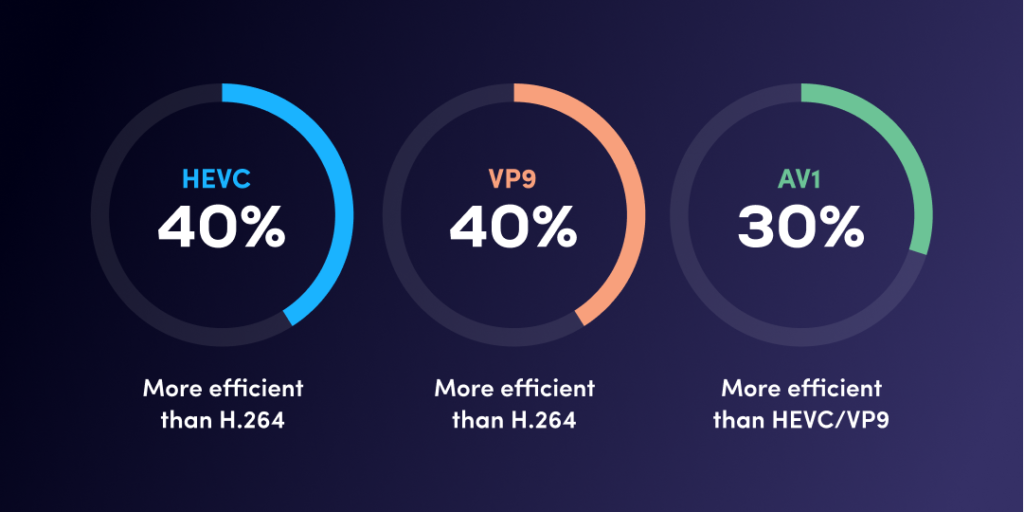 HEVC
40%
More efficient
than H.264
VP9
40%
More efficient
than H.264
AV1
30%
More efficient
than HEVC/VP9